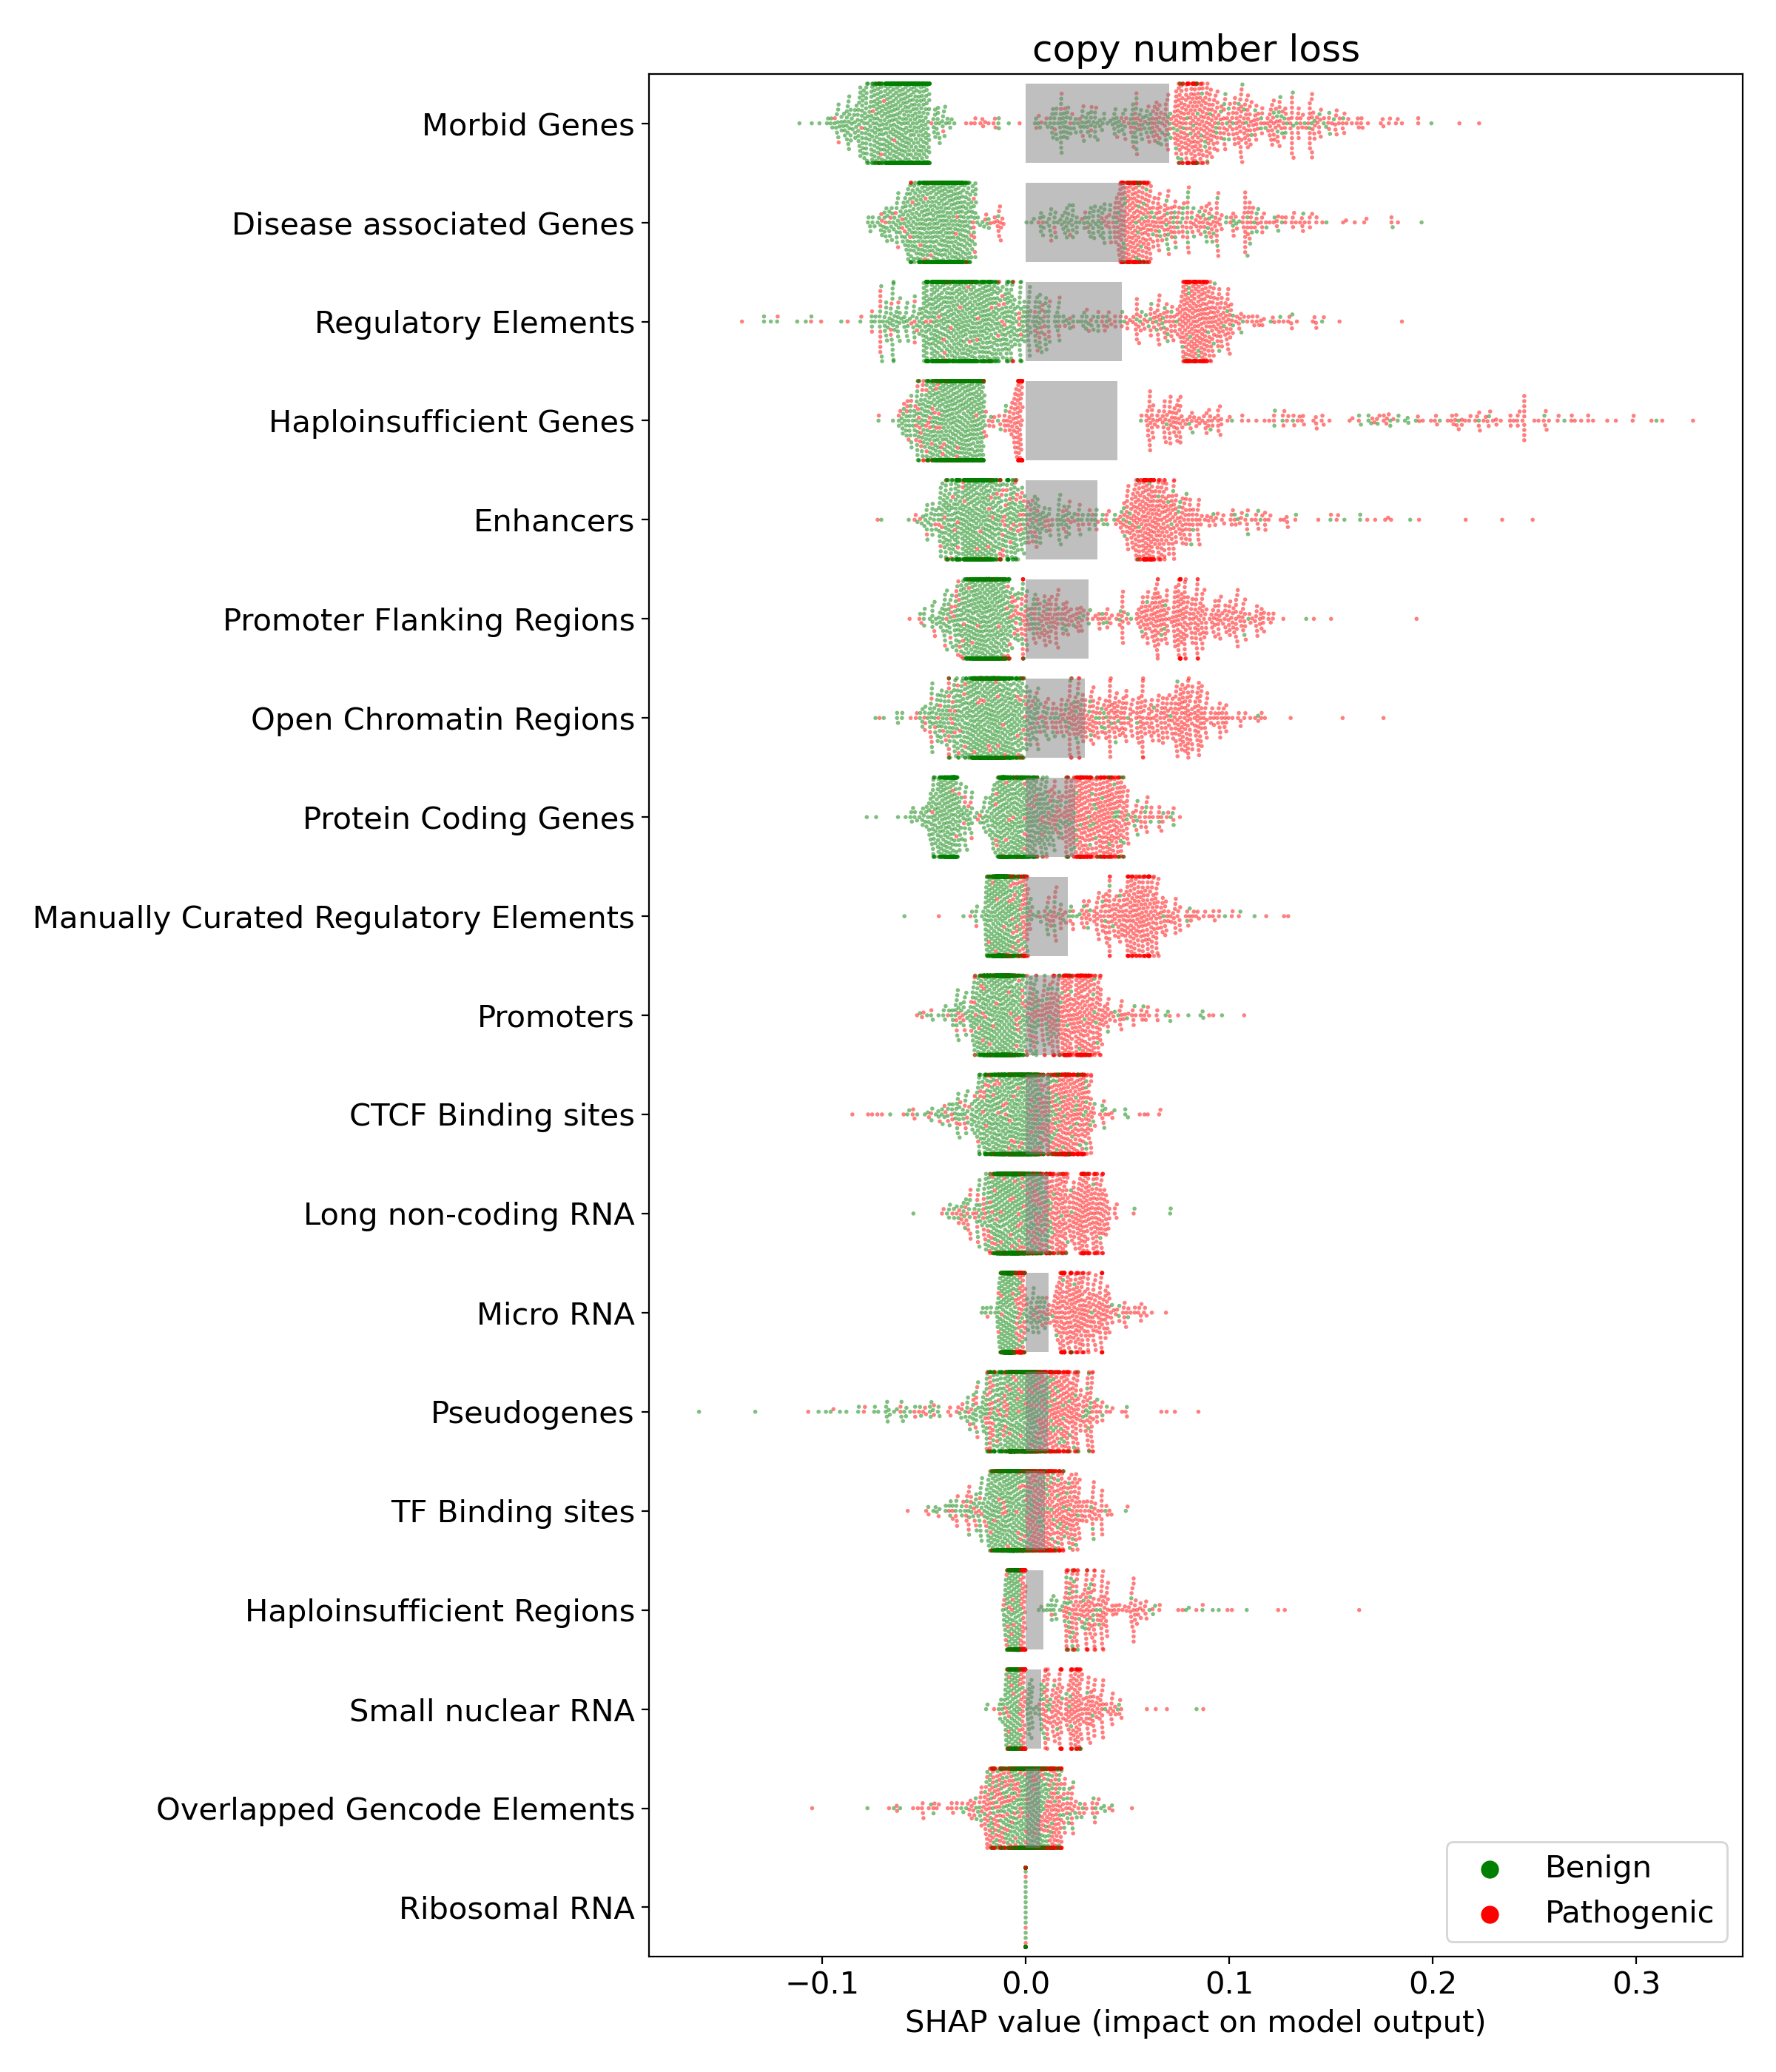 copy number loss
Morbid Genes
Disease associated Genes
Regulatory Elements
Haploinsufficient Genes
Enhancers
Promoter Flanking Regions
Open Chromatin Regions
Protein Coding Genes
Manually Curated Regulatory Elements
Promoters
CTCF Binding sites
Long non-coding RNA
Micro RNA
Pseudogenes
TF Binding sites
Haploinsufficient Regions
Small nuclear RNA
Overlapped Gencode Elements
Ribosomal RNA
Benign
Pathogenic
−0.1 0.0 0.1 0.2 0.3
SHAP value (impact on model output)